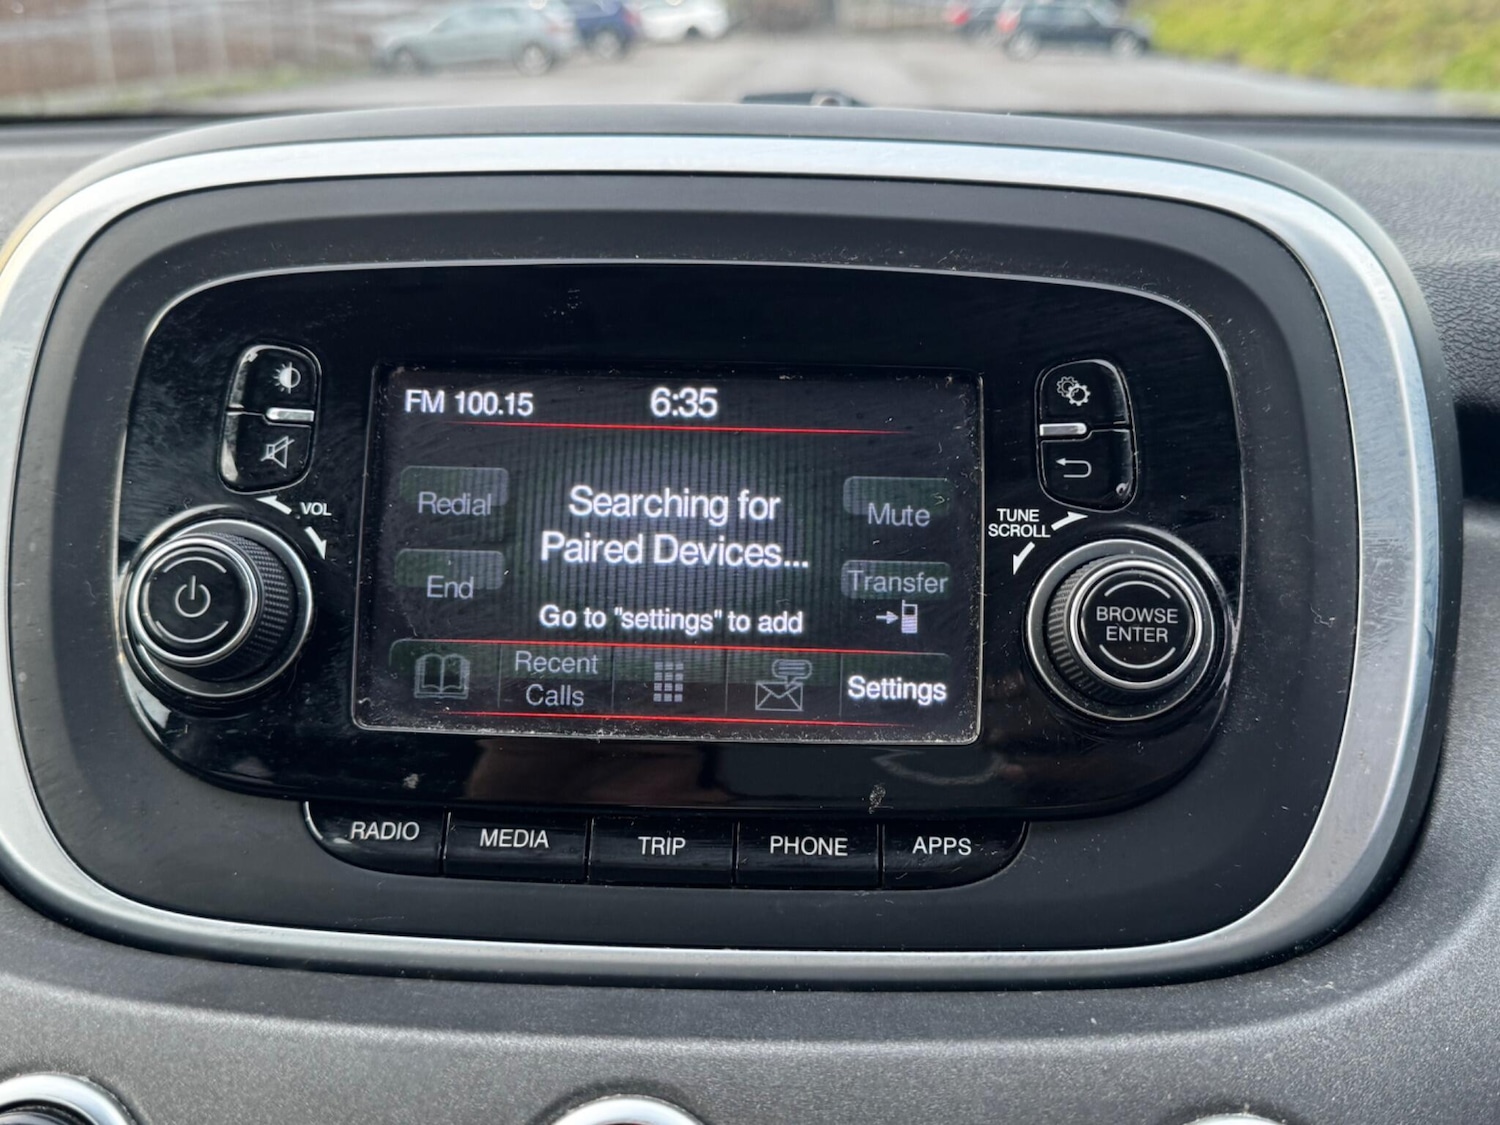 FM 100.15
6:35
Redial
Searching for
Paired Devices...
Mute
End
Transfer
Go to "settings" to add
Recent
Calls
Settings
VOL
TUNE
SCROLL
BROWSE
ENTER
RADIO
MEDIA
TRIP
PHONE
APPS